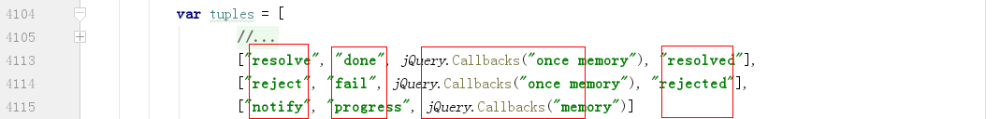 4104 var tuples = [
4105 //...
4113 ["resolve", "done", jQuery.Callbacks("once memory"), "resolved"],
4114 ["reject", "fail", jQuery.Callbacks("once memory"), "rejected"],
4115 ["notify", "progress", jQuery.Callbacks("memory")]